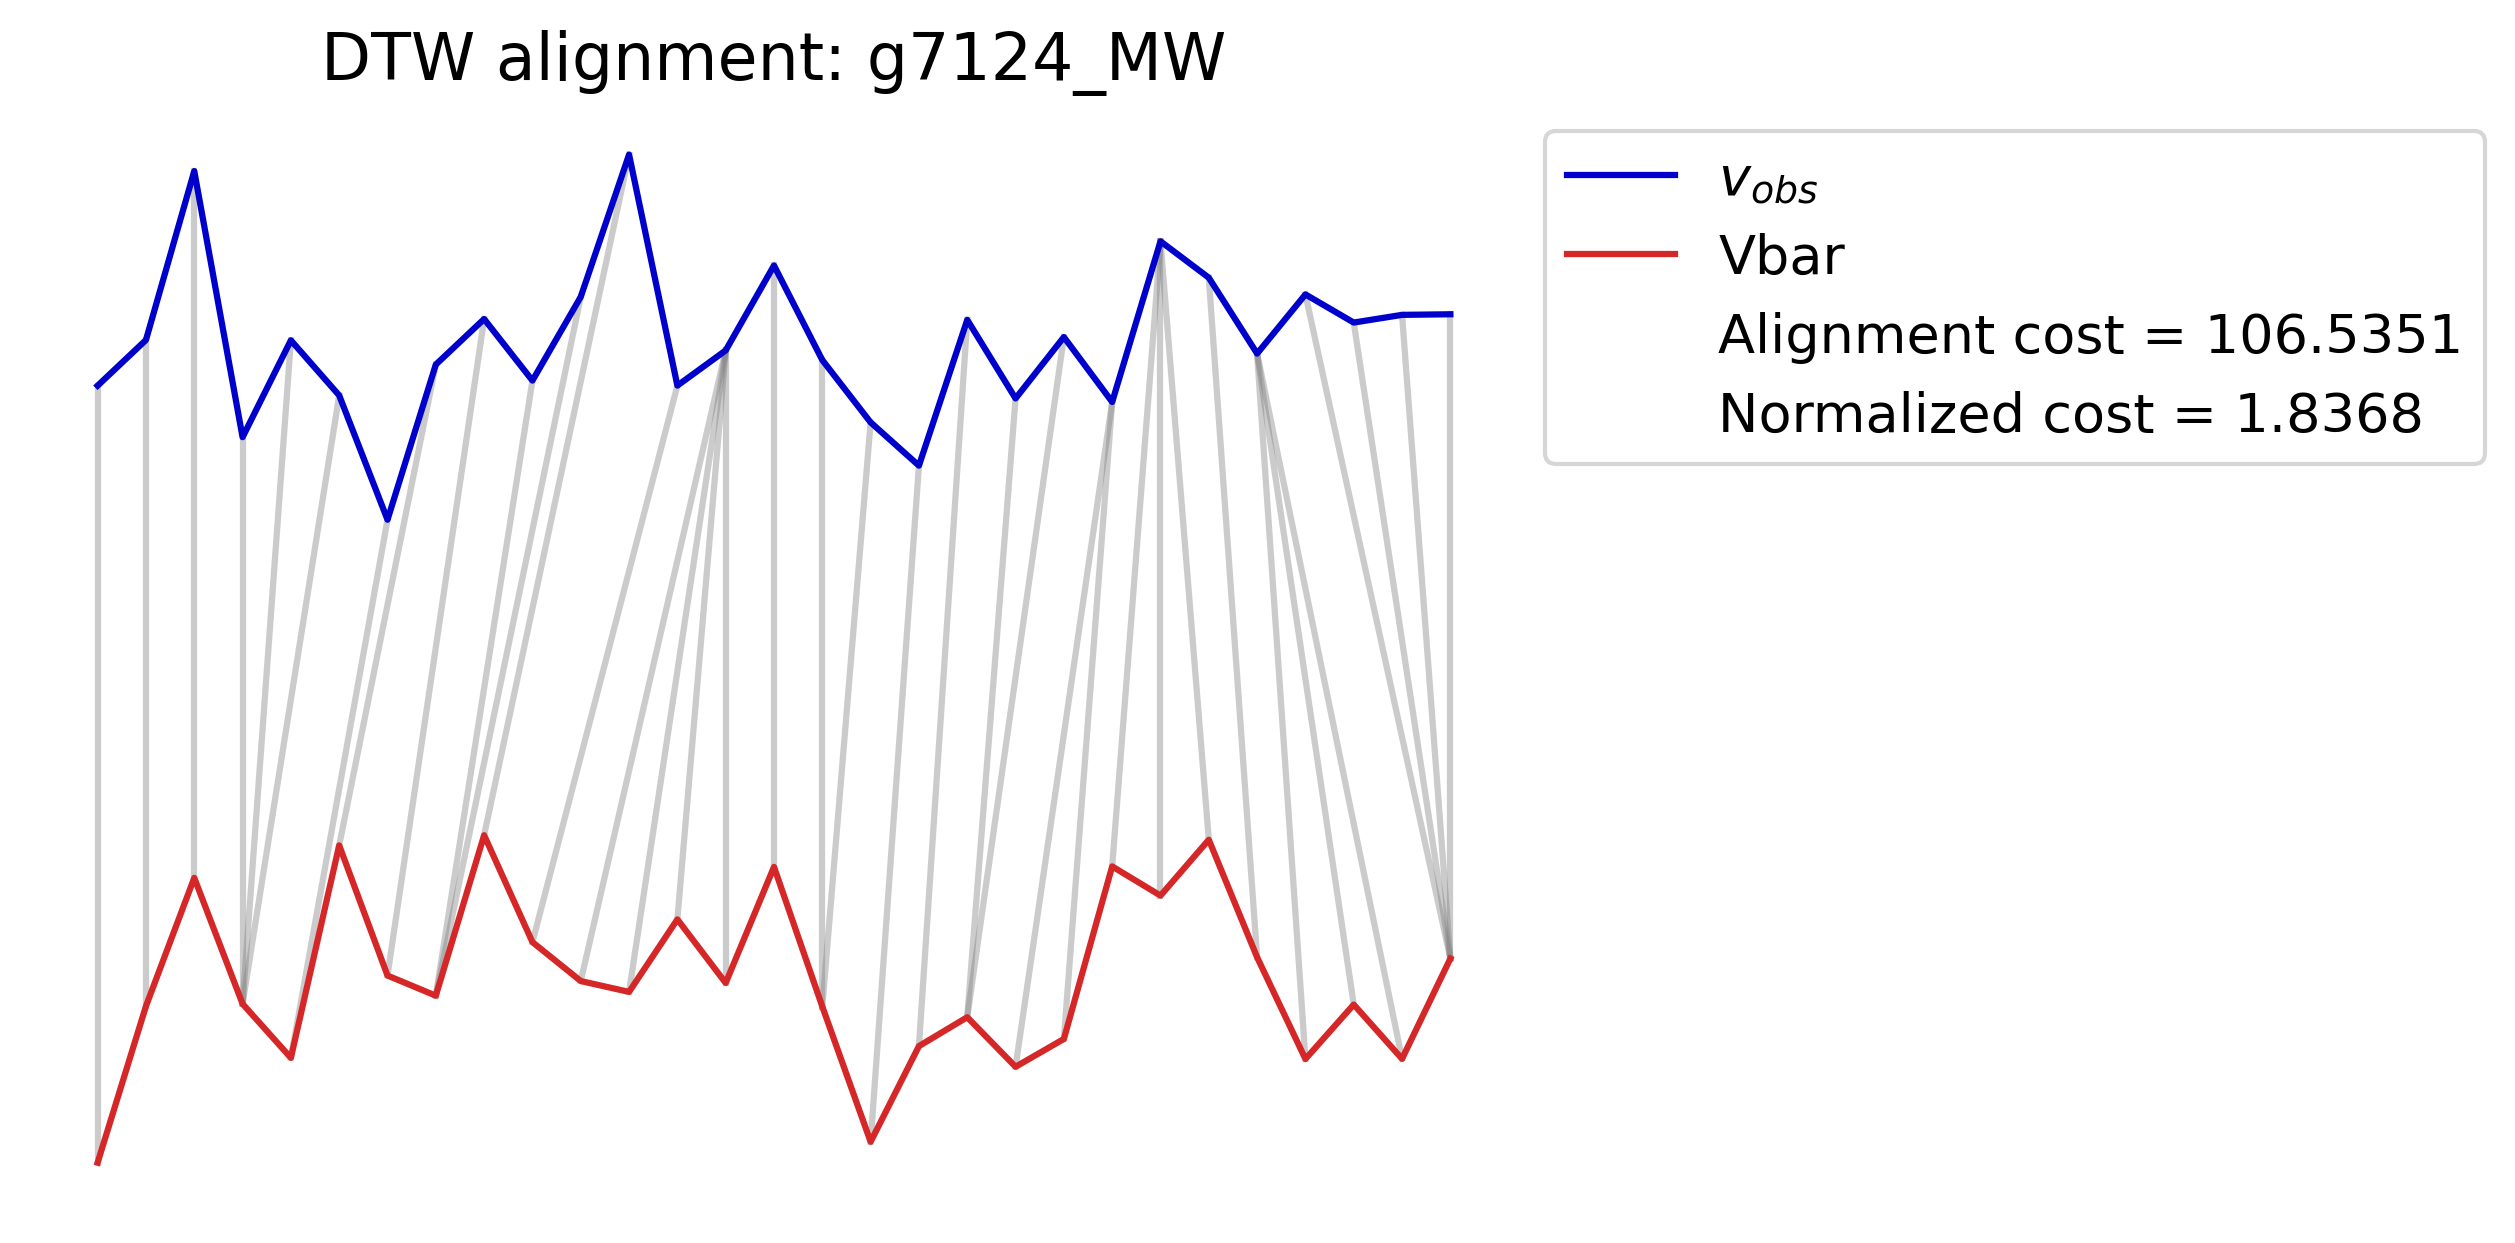 DTW alignment: g7124_MW
v_obs
Vbar
Alignment cost = 106.5351
Normalized cost = 1.8368